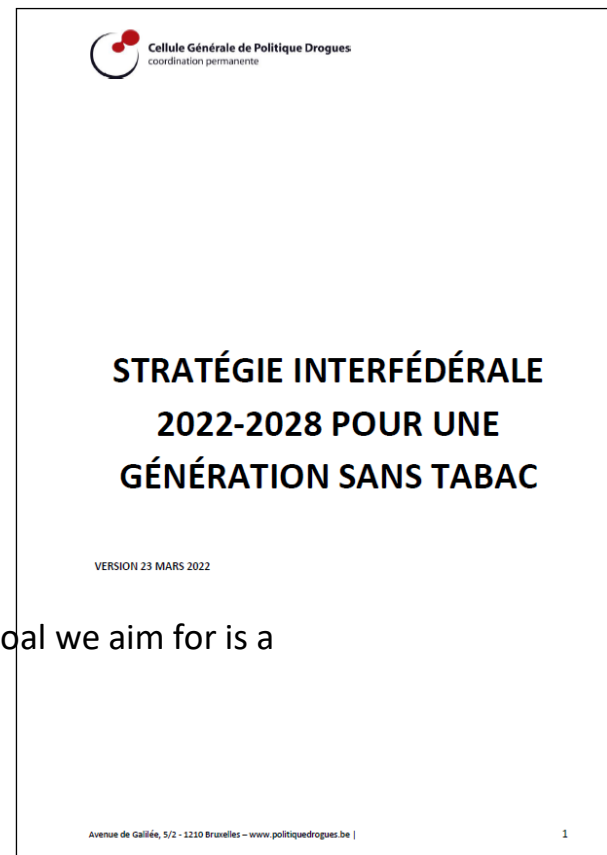 Cellule Générale de Politique Drogues
coordination permanente
STRATÉGIE INTERFÉDÉRALE
2022-2028 POUR UNE
GÉNÉRATION SANS TABAC
VERSION 23 MARS 2022
oal we aim for is a
Avenue de Galilée, 5/2 - 1210 Bruxelles – www.politiquedrogues.be | 1